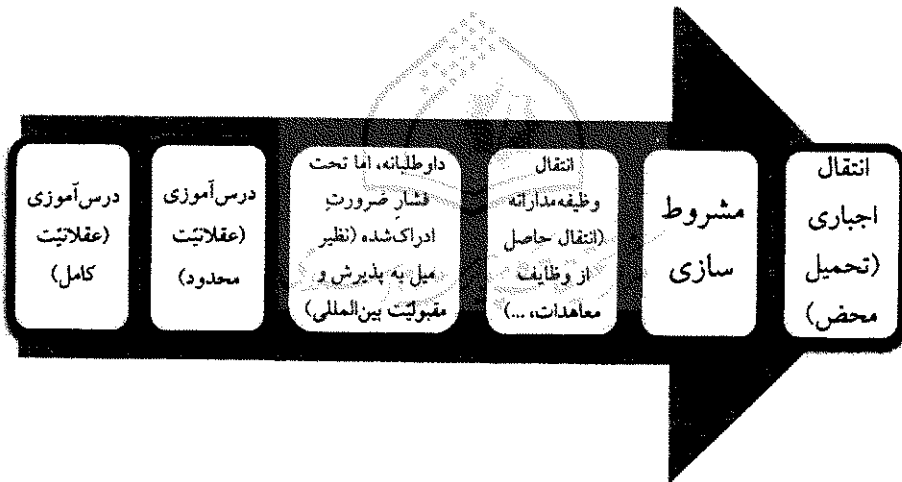 درس‌آموزی
(عقلانیّت
کامل)
درس‌آموزی
(عقلانیّت
محدود)
داوطلبانه، اما تحت
فشارِ ضرورتِ
ادراک‌شده (نظیر
میل به پذیرش و
مقبولیّت بین‌المللی)
انتقال
وظیفه‌مدارانه
(انتقال حاصل
از وظایف
معاهدات، ...)
مشروط
سازی
انتقال
اجباری
(تحمیل
محض)